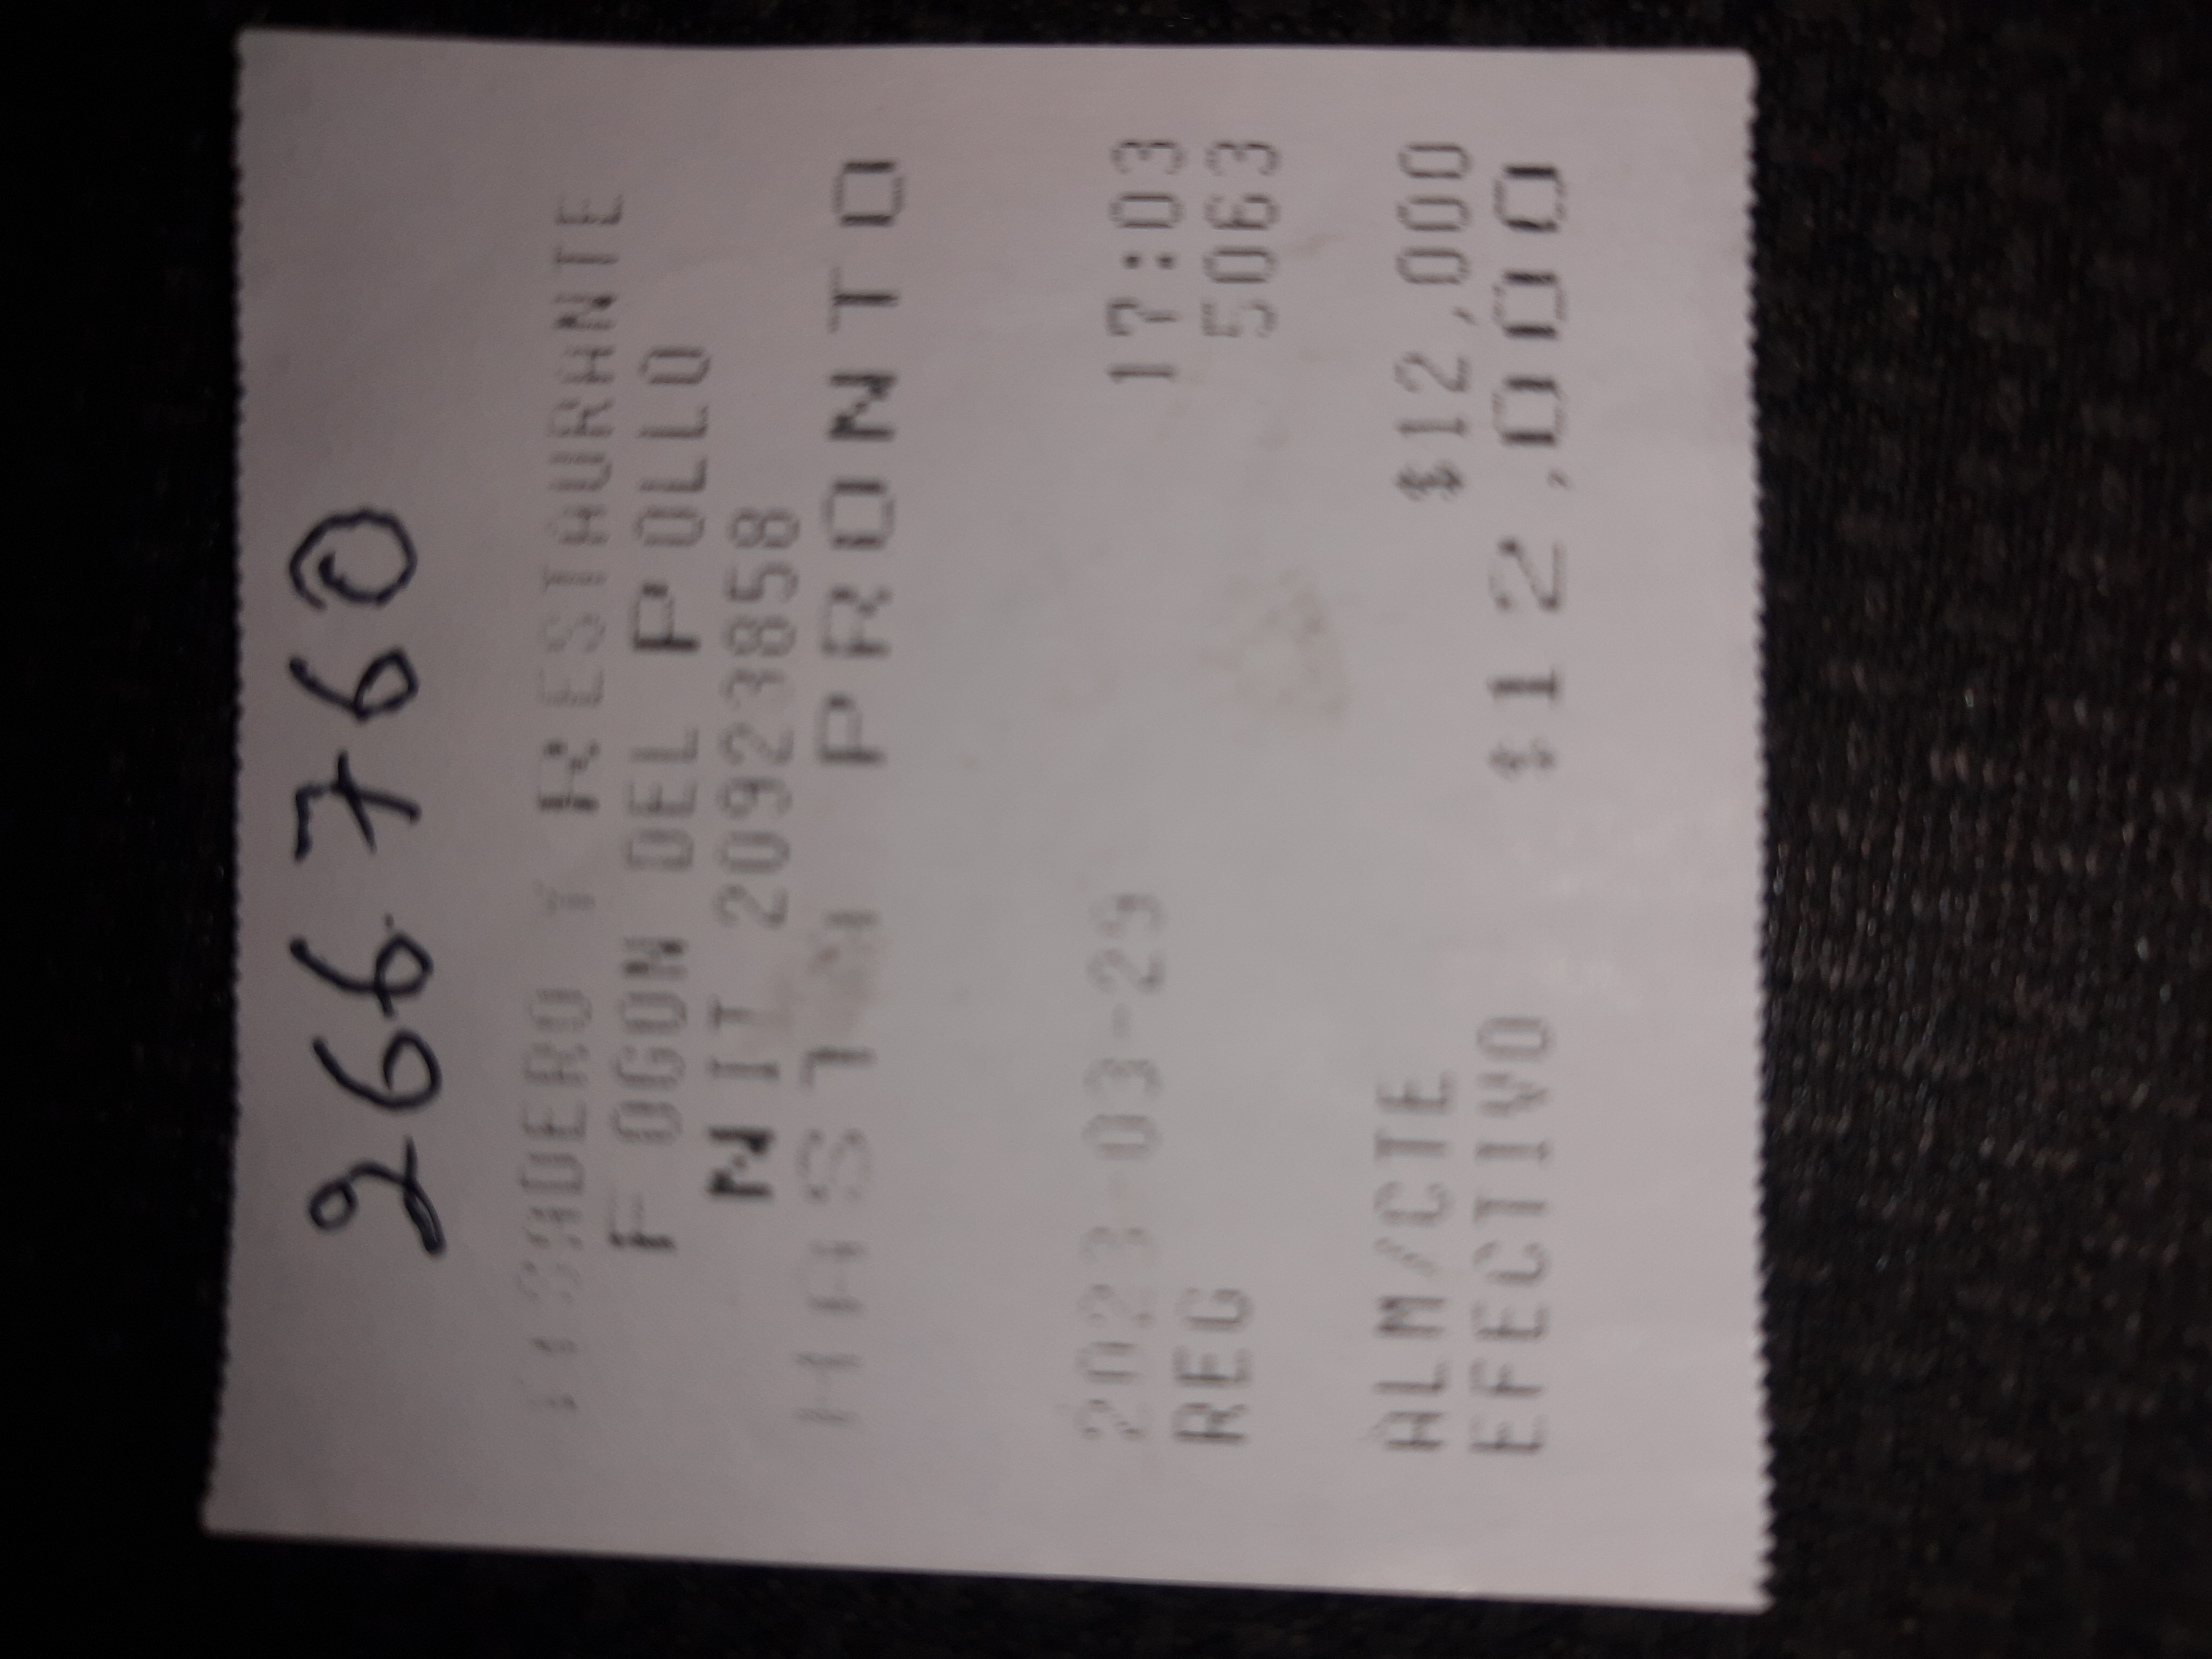 266760
Y RESTAURANTE
FOGON DEL POLLO
NIT 20923858
HASTA PRONTO
2023-03-29 17:03
REG 5063
ALM/CTE $12,000
EFECTIVO $12,000